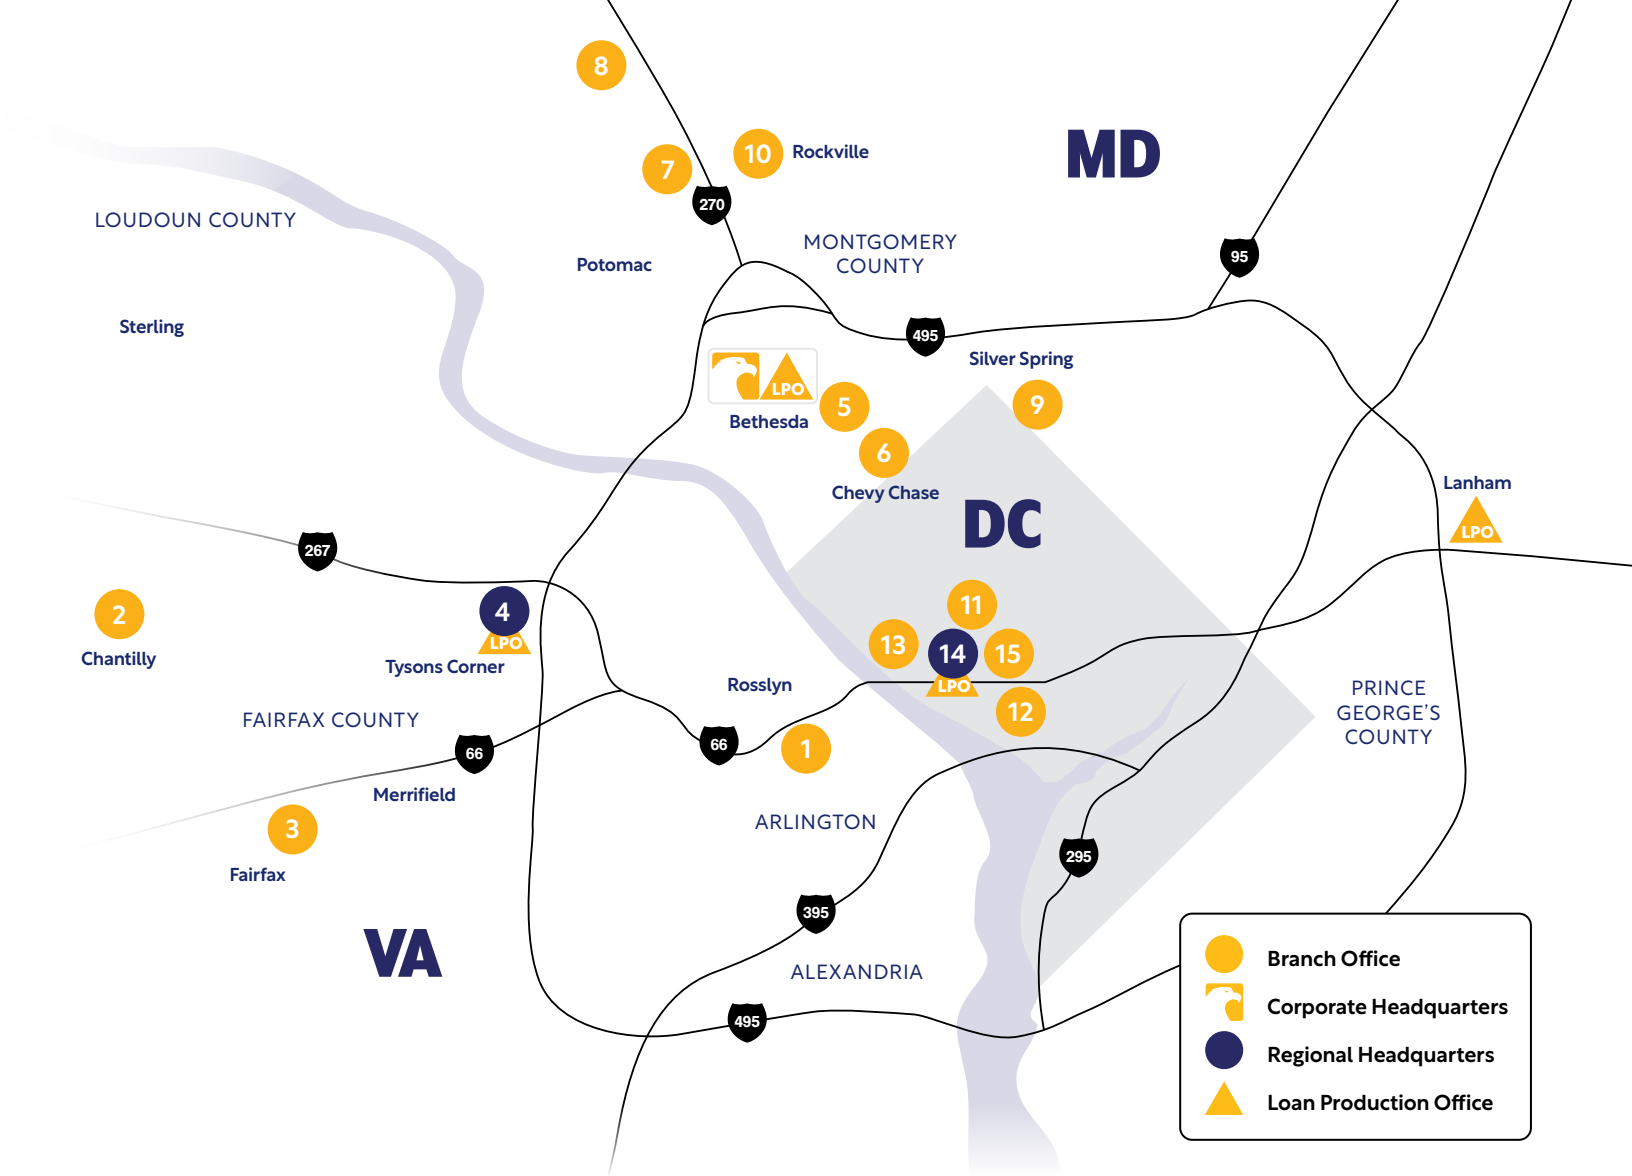 8
MD
7
10
Rockville
270
LOUDOUN COUNTY
MONTGOMERY
COUNTY
95
Potomac
Sterling
495
Silver Spring
LPO
Bethesda
5
9
6
Chevy Chase
Lanham
LPO
DC
267
2
Chantilly
4
LPO
Tysons Corner
11
13
14
LPO
15
12
Rosslyn
PRINCE
GEORGE’S
COUNTY
FAIRFAX COUNTY
66
66
1
Merrifield
3
Fairfax
ARLINGTON
295
395
VA
ALEXANDRIA
495
Branch Office
Corporate Headquarters
Regional Headquarters
Loan Production Office